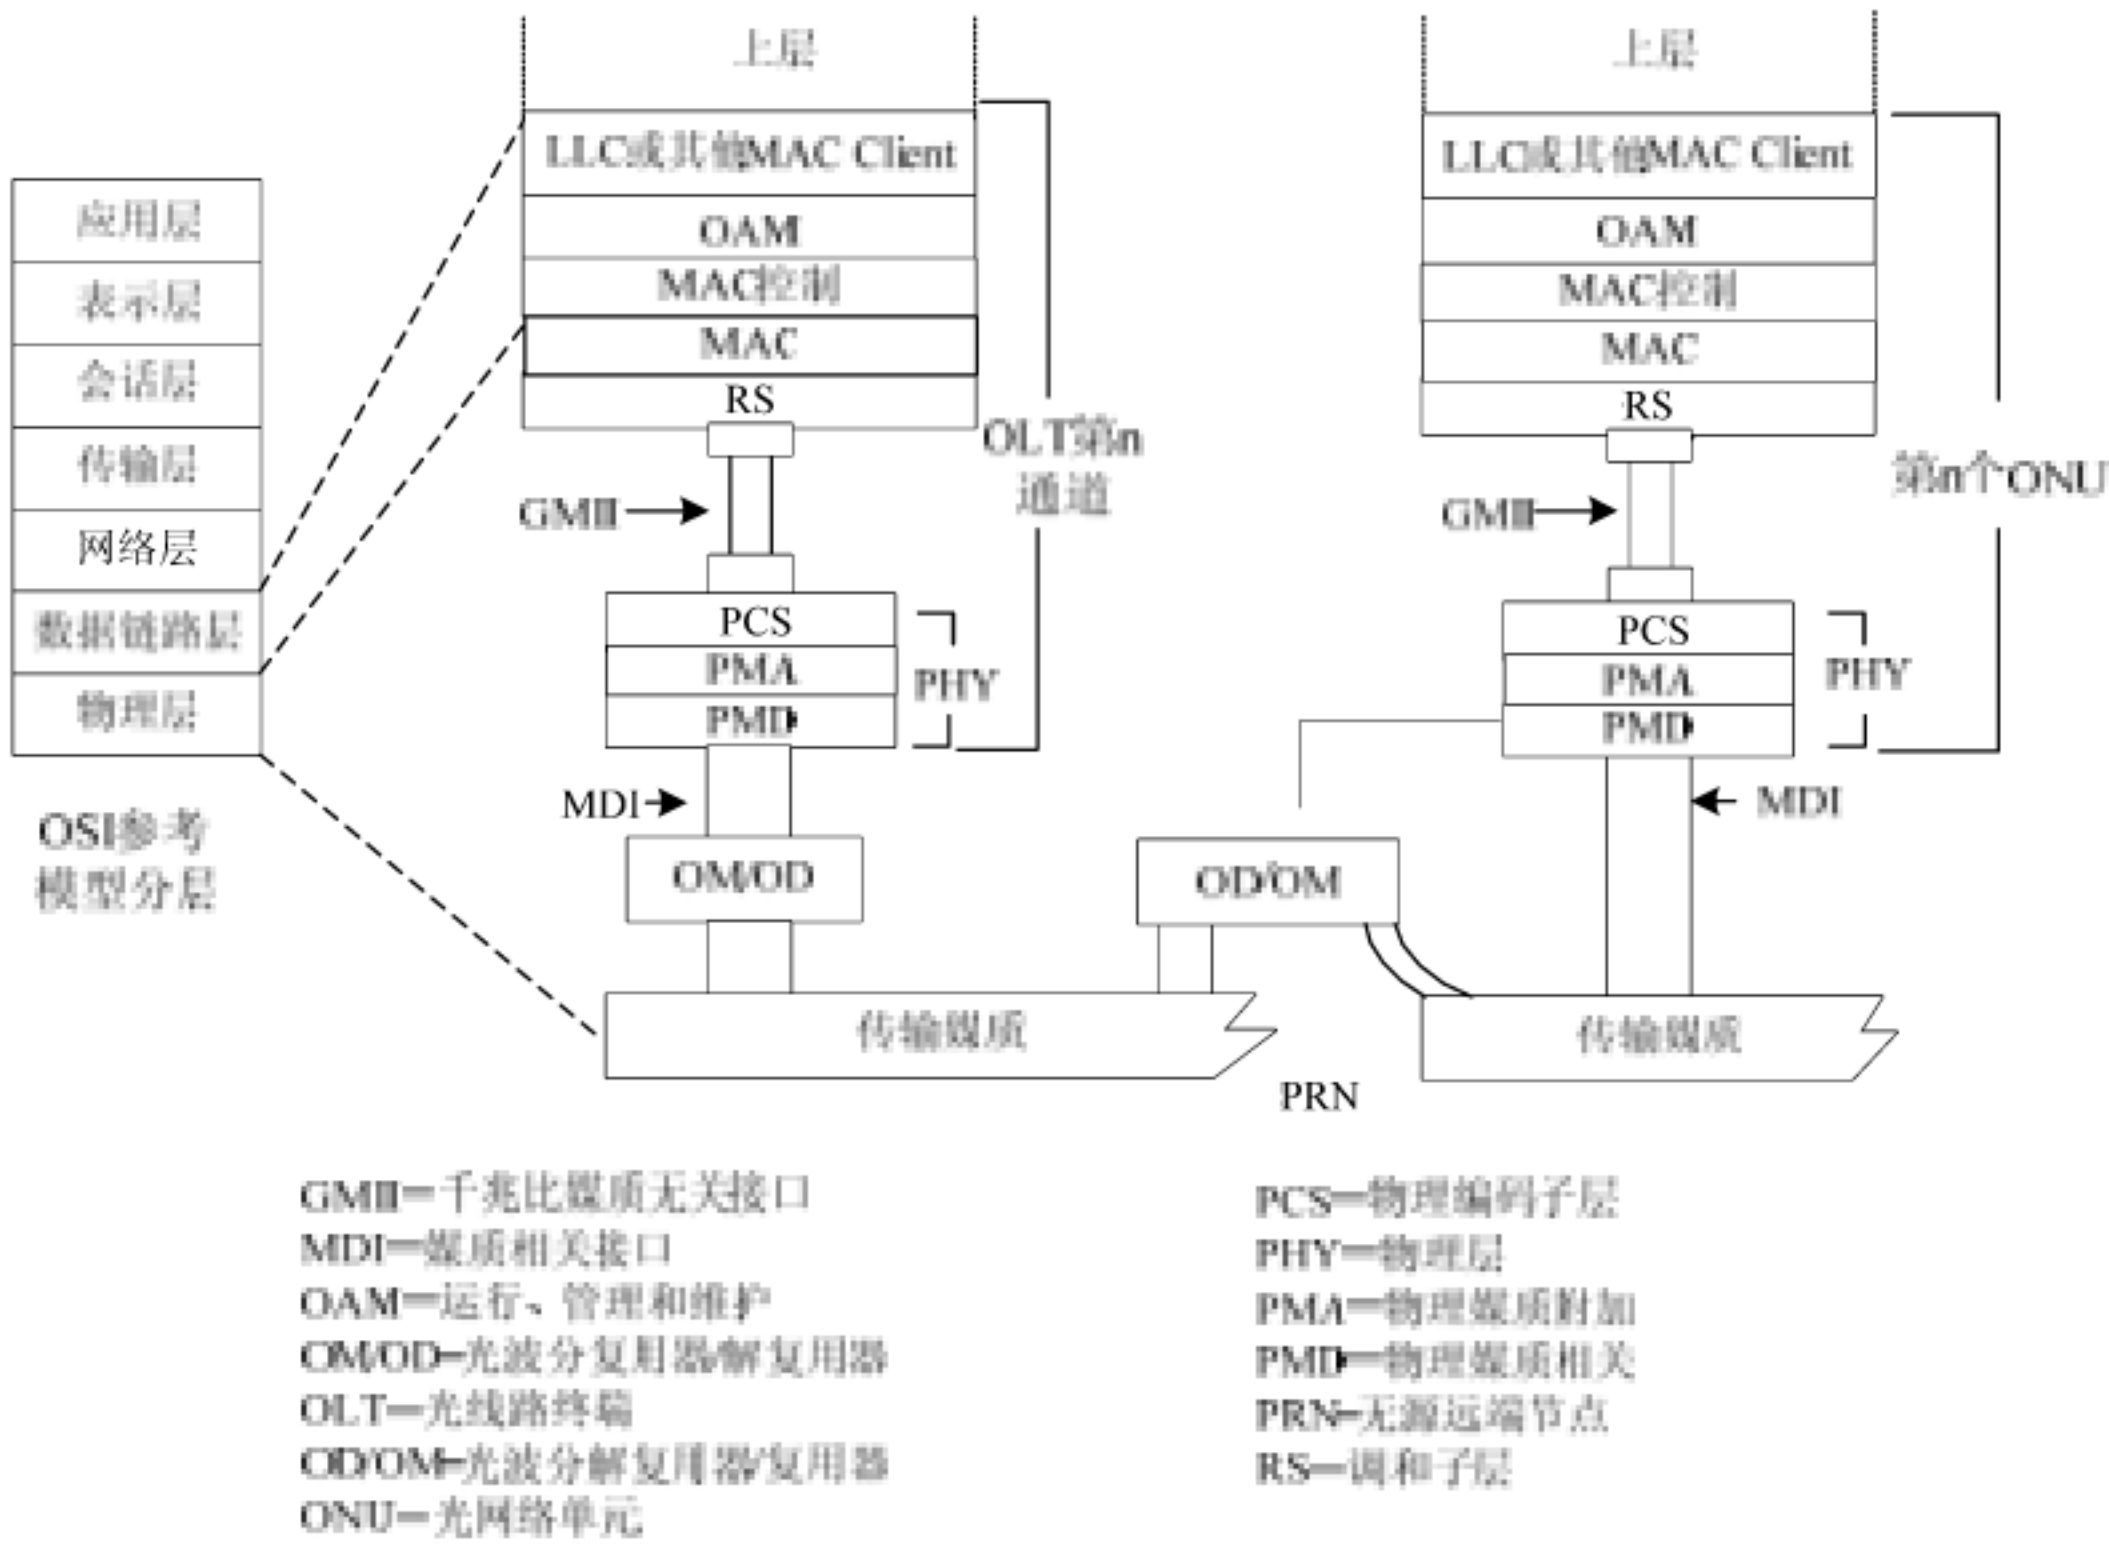 上层
上层
LLC或其他MAC Client
LLC或其他MAC Client
应用层
OAM
OAM
表示层
MAC控制
MAC控制
会话层
MAC
MAC
RS
RS
传输层
OLT第n
通道
第n个ONU
网络层
GMII
GMII
数据链路层
PCS
PCS
PMA
PMA
PHY
PHY
物理层
PMD
PMD
MDI
MDI
OSI参考
模型分层
OM/OD
OD/OM
传输媒质
传输媒质
PRN
GMII—千兆比媒质无关接口
MDI—媒质相关接口
OAM—运行、管理和维护
OM/OD—光波分复用器/解复用器
OLT—光线路终端
OD/OM—光波分解复用器/复用器
ONU—光网络单元
PCS—物理编码子层
PHY—物理层
PMA—物理媒质附加
PMD—物理媒质相关
PRN—无源远端节点
RS—调和子层